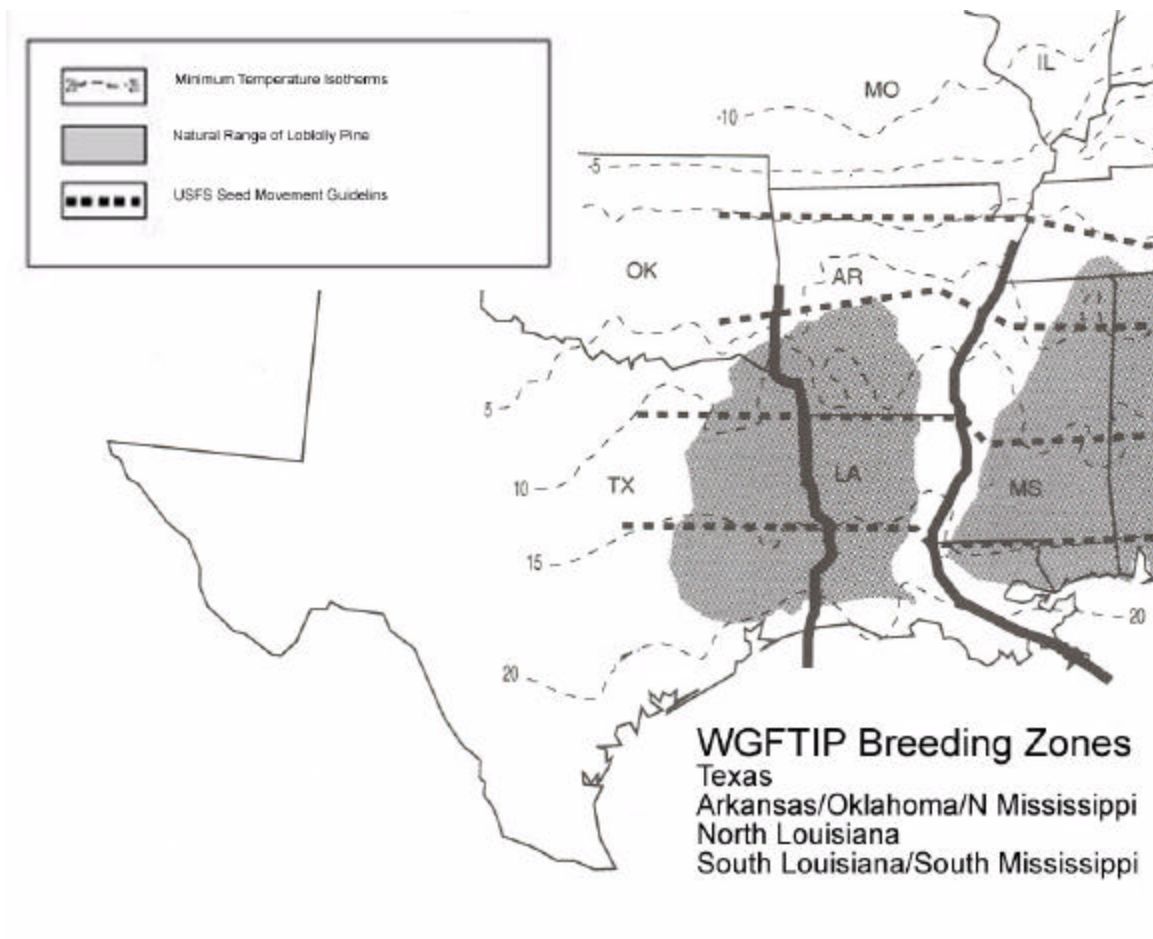 Minimum Temperature Isotherms
Natural Range of Loblolly Pine
USFS Seed Movement Guidelins
IL
MO
-10
-5
OK
AR
5
10
TX
LA
MS
15
20
20
WGFTIP Breeding Zones
Texas
Arkansas/Oklahoma/N Mississippi
North Louisiana
South Louisiana/South Mississippi